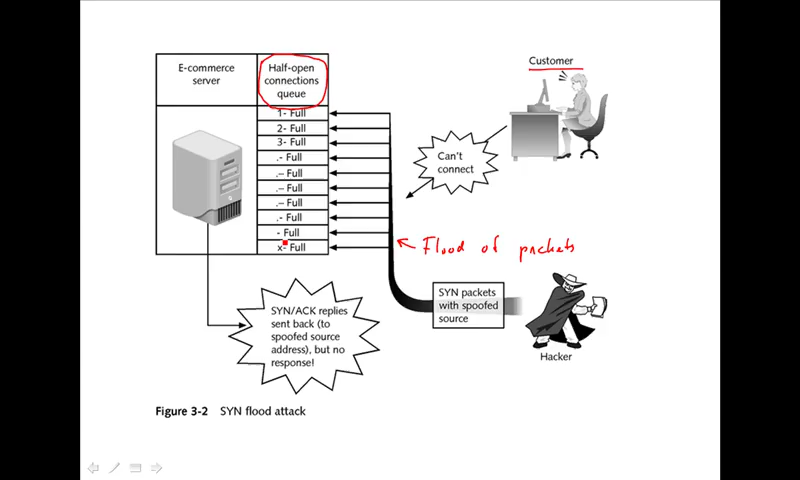 E-commerce
server
Half-open
connections
queue
1- Full
2- Full
3- Full
.- Full
.– Full
.– Full
.– Full
.- Full
- Full
x- Full
Customer
Can't
connect
Flood of packets
SYN packets
with spoofed
source
Hacker
SYN/ACK replies
sent back (to
spoofed source
address), but no
response!
Figure 3-2 SYN flood attack